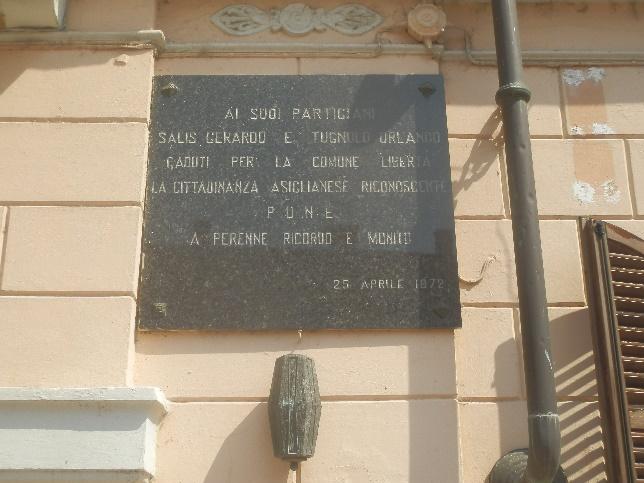 AI SUOI PARTIGIANI
SALIS GERARDO E TUGNOLO ORLANDO
CADUTI PER LA COMUNE LIBERTA
LA CITTADINANZA ASIGLIANESE RICONOSCENTE
P O N E
A PERENNE RICORDO E MONITO
25 APRILE 1972